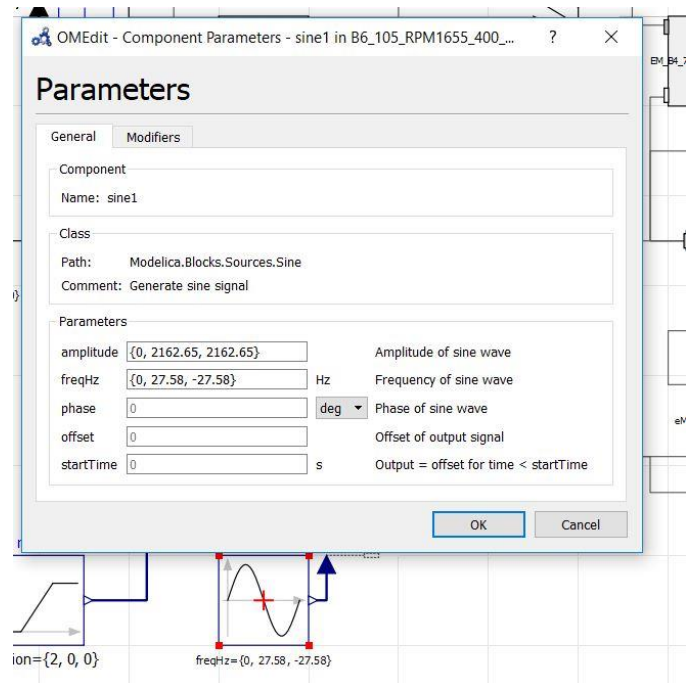 OMEdit - Component Parameters - sine1 in B6_105_RPM1655_400_... ?
Parameters
General Modifiers
Component
Name: sine1
Class
Path: Modelica.Blocks.Sources.Sine
Comment: Generate sine signal
Parameters
amplitude {0, 2162.65, 2162.65} Amplitude of sine wave
freqHz {0, 27.58, -27.58} Hz Frequency of sine wave
phase 0 deg Phase of sine wave
offset 0 Offset of output signal
startTime 0 s Output = offset for time < startTime
OK Cancel
EM_B4_7
eM
ion={2, 0, 0}
freqHz={0, 27.58, -27.58}